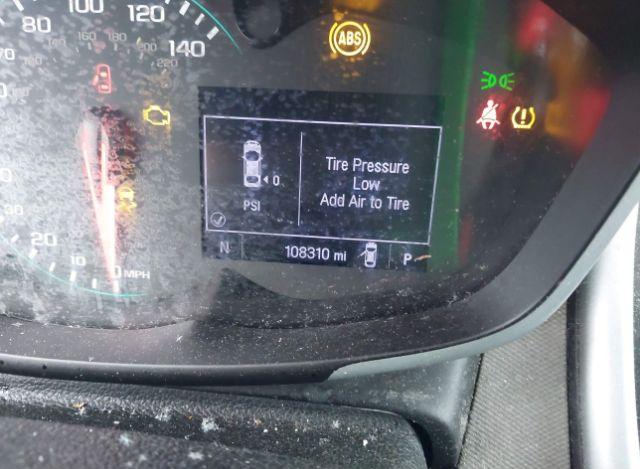 80 100 120 140
160 180 200 220
ABS
Tire Pressure
Low
Add Air to Tire
0
PSI
N 108310 mi P
30 20 10 0 MPH